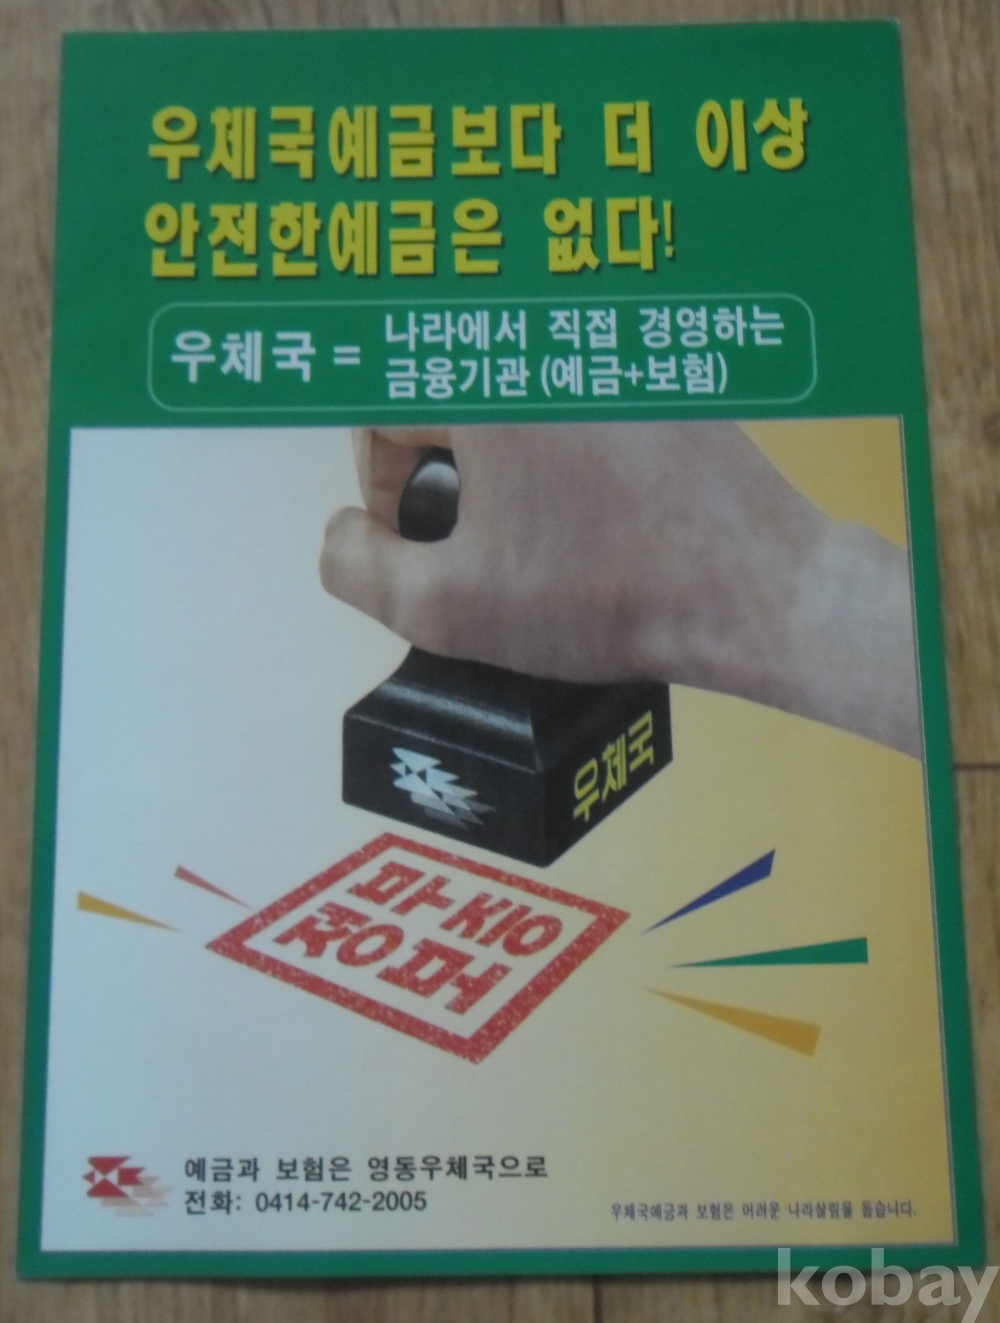 우체국예금보다 더 이상
안전한예금은 없다!
우체국 = 나라에서 직접 경영하는
금융기관 (예금+보험)
우체국
예금과 보험은 영동우체국으로
전화: 0414-742-2005
우체국예금과 보험은 어려운 나라살림을 돕습니다.
kobay